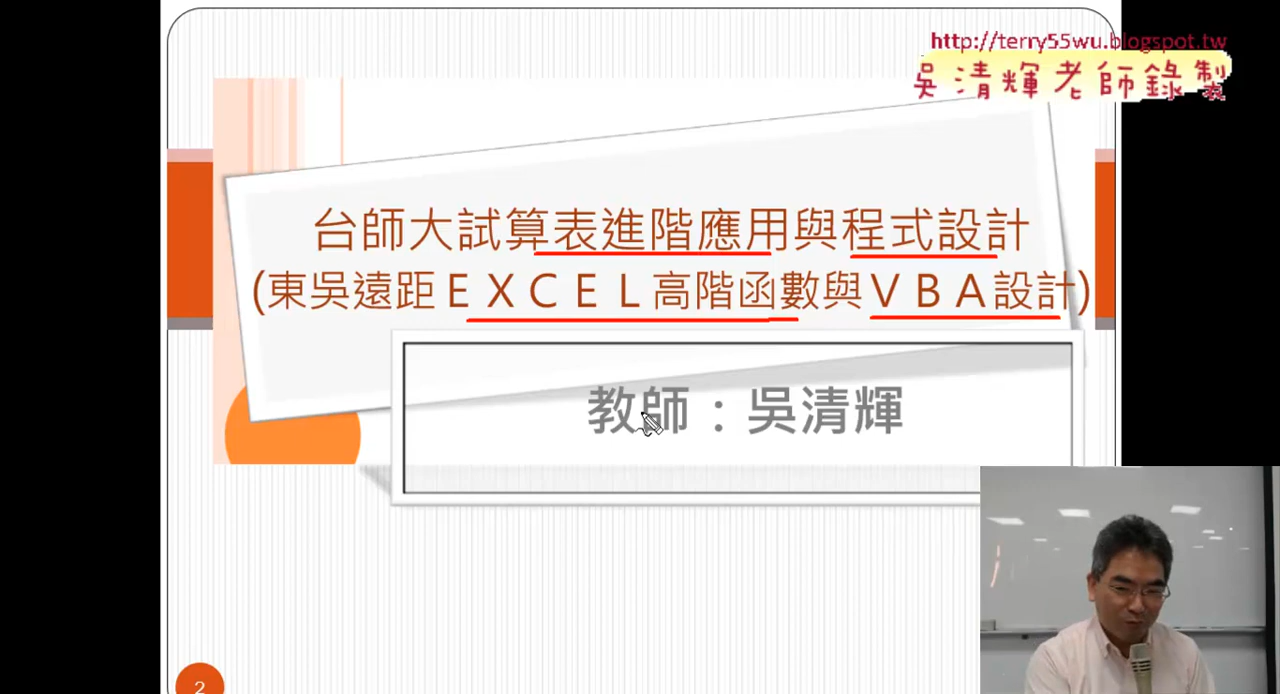 http://terry55wu.blogspot.tw
吳清輝老師錄製
台師大試算表進階應用與程式設計
(東吳遠距ＥＸＣＥＬ高階函數與ＶＢＡ設計)
教師：吳清輝
2